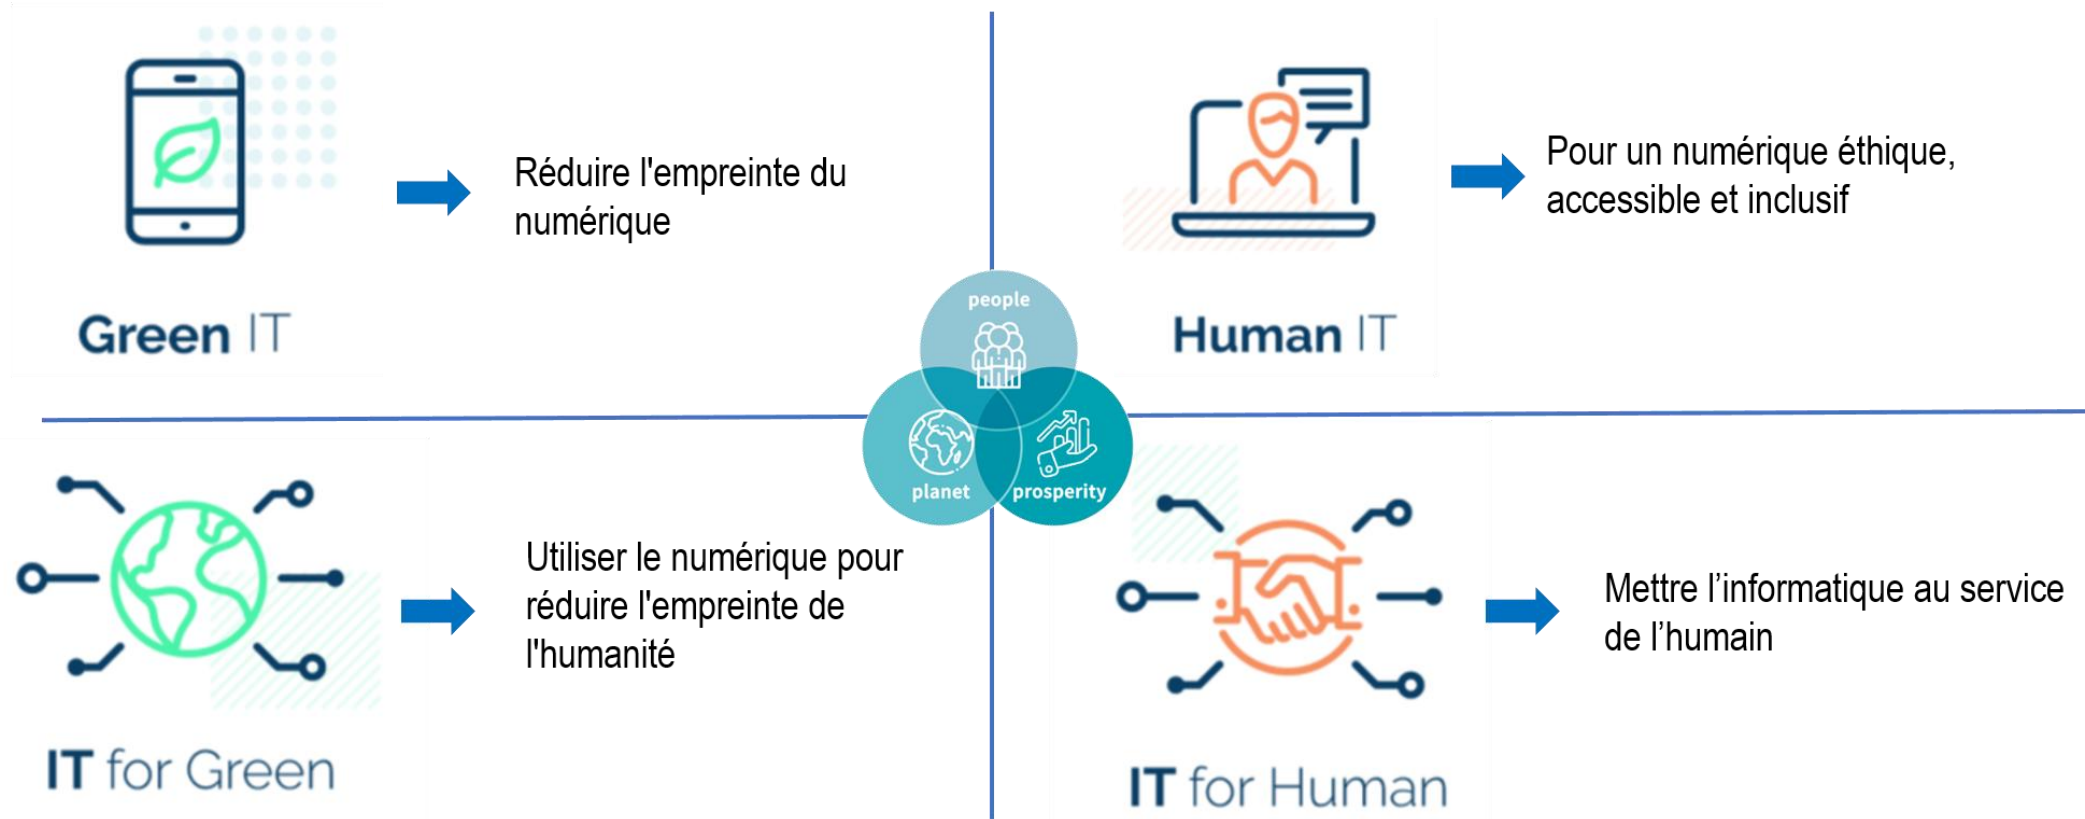 Réduire l'empreinte du
numérique
Green IT
Pour un numérique éthique,
accessible et inclusif
Human IT
people
planet
prosperity
Utiliser le numérique pour
réduire l'empreinte de
l'humanité
IT for Green
Mettre l’informatique au service
de l’humain
IT for Human